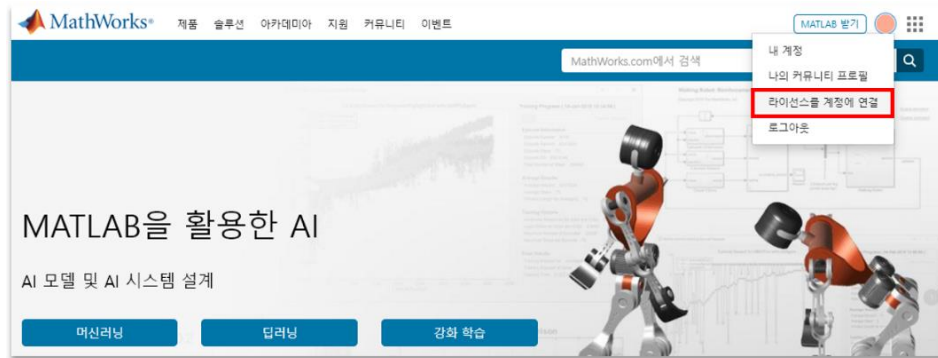 MathWorks®
제품 솔루션 아카데미아 지원 커뮤니티 이벤트
MATLAB 받기
MathWorks.com에서 검색
내 계정
나의 커뮤니티 프로필
라이선스를 계정에 연결
로그아웃
MATLAB을 활용한 AI
AI 모델 및 AI 시스템 설계
머신러닝 딥러닝 강화 학습